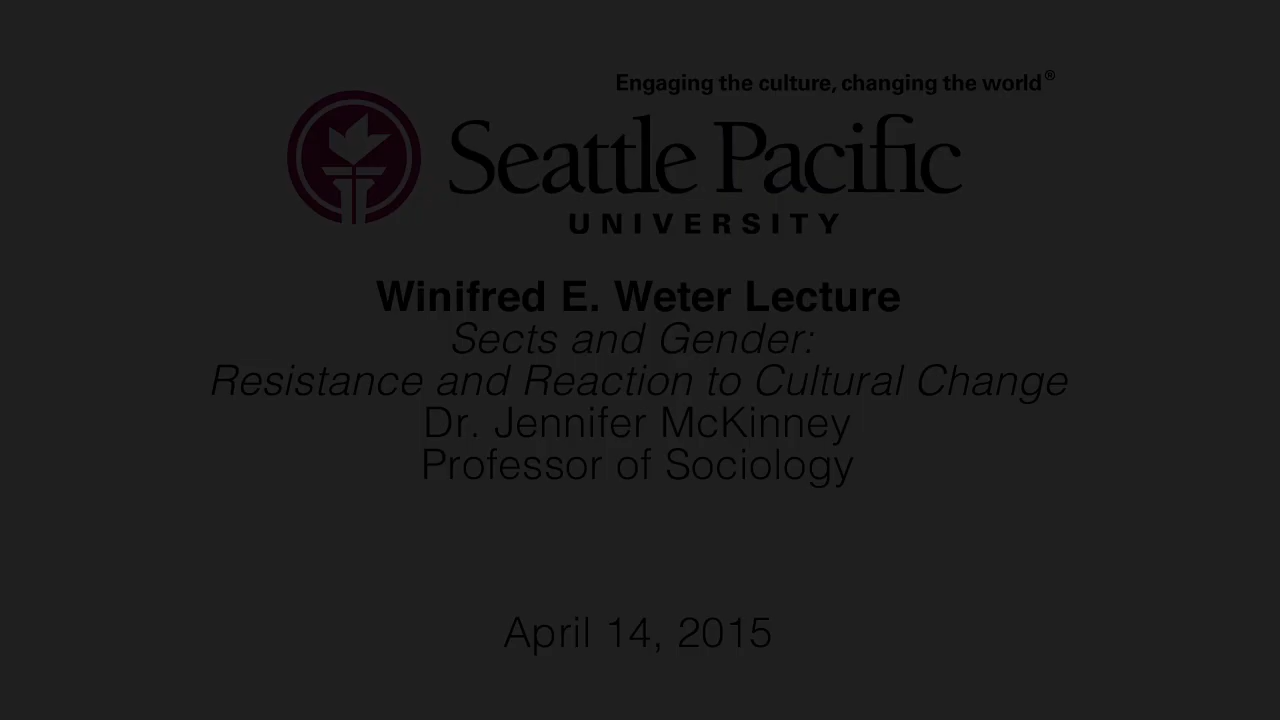 Engaging the culture, changing the world®
Seattle Pacific
UNIVERSITY
Winifred E. Weter Lecture
Sects and Gender:
Resistance and Reaction to Cultural Change
Dr. Jennifer McKinney
Professor of Sociology
April 14, 2015